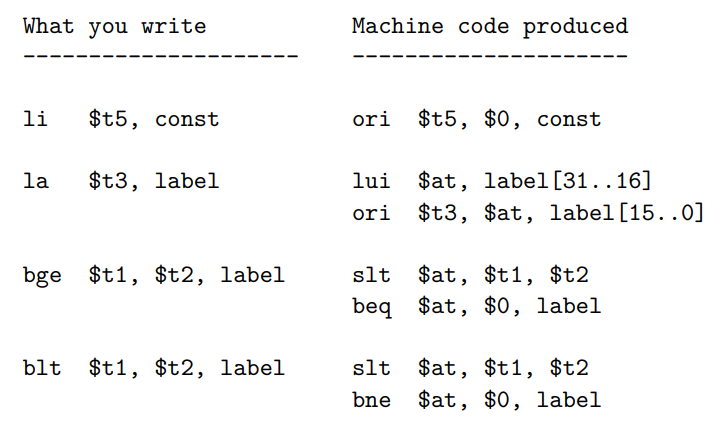 What you write           Machine code produced
---------------------    ---------------------
li   $t5, const          ori  $t5, $0, const
la   $t3, label          lui  $at, label[31..16]
                         ori  $t3, $at, label[15..0]
bge  $t1, $t2, label     slt  $at, $t1, $t2
                         beq  $at, $0, label
blt  $t1, $t2, label     slt  $at, $t1, $t2
                         bne  $at, $0, label